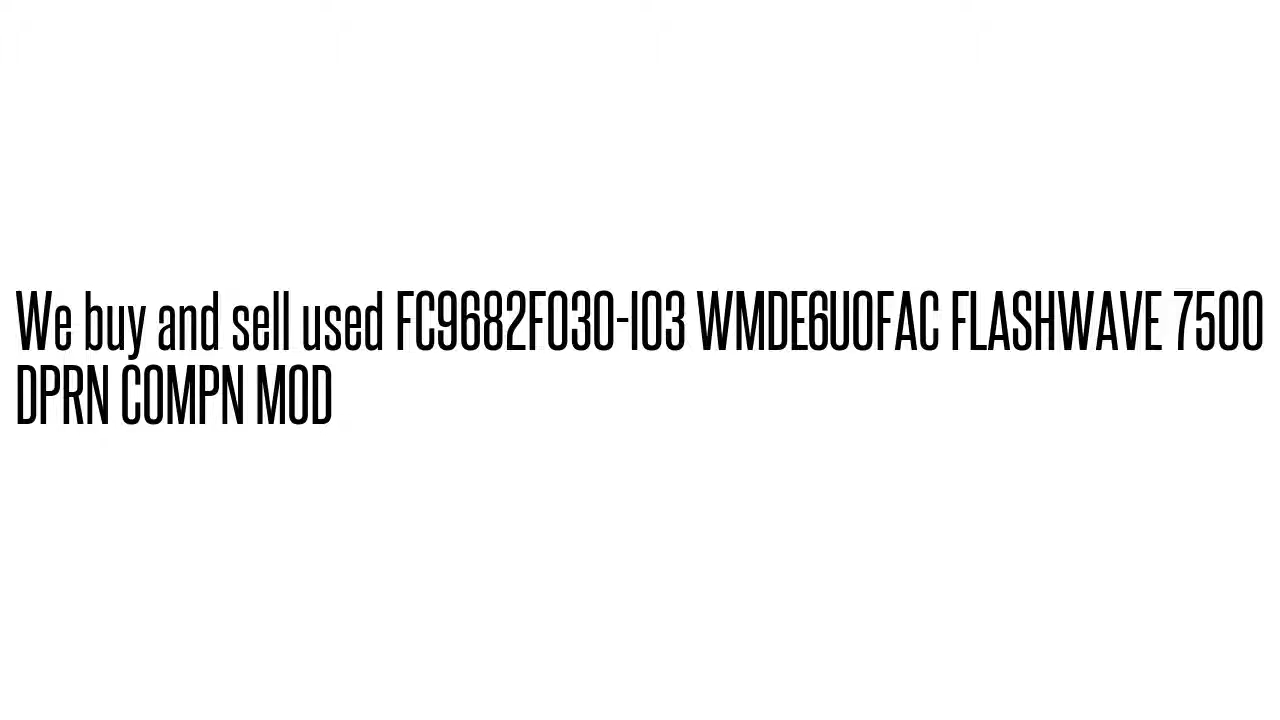 We buy and sell used FC9682F030-I03 WMDE6U0FAC FLASHWAVE 7500
DPRN COMPN MOD